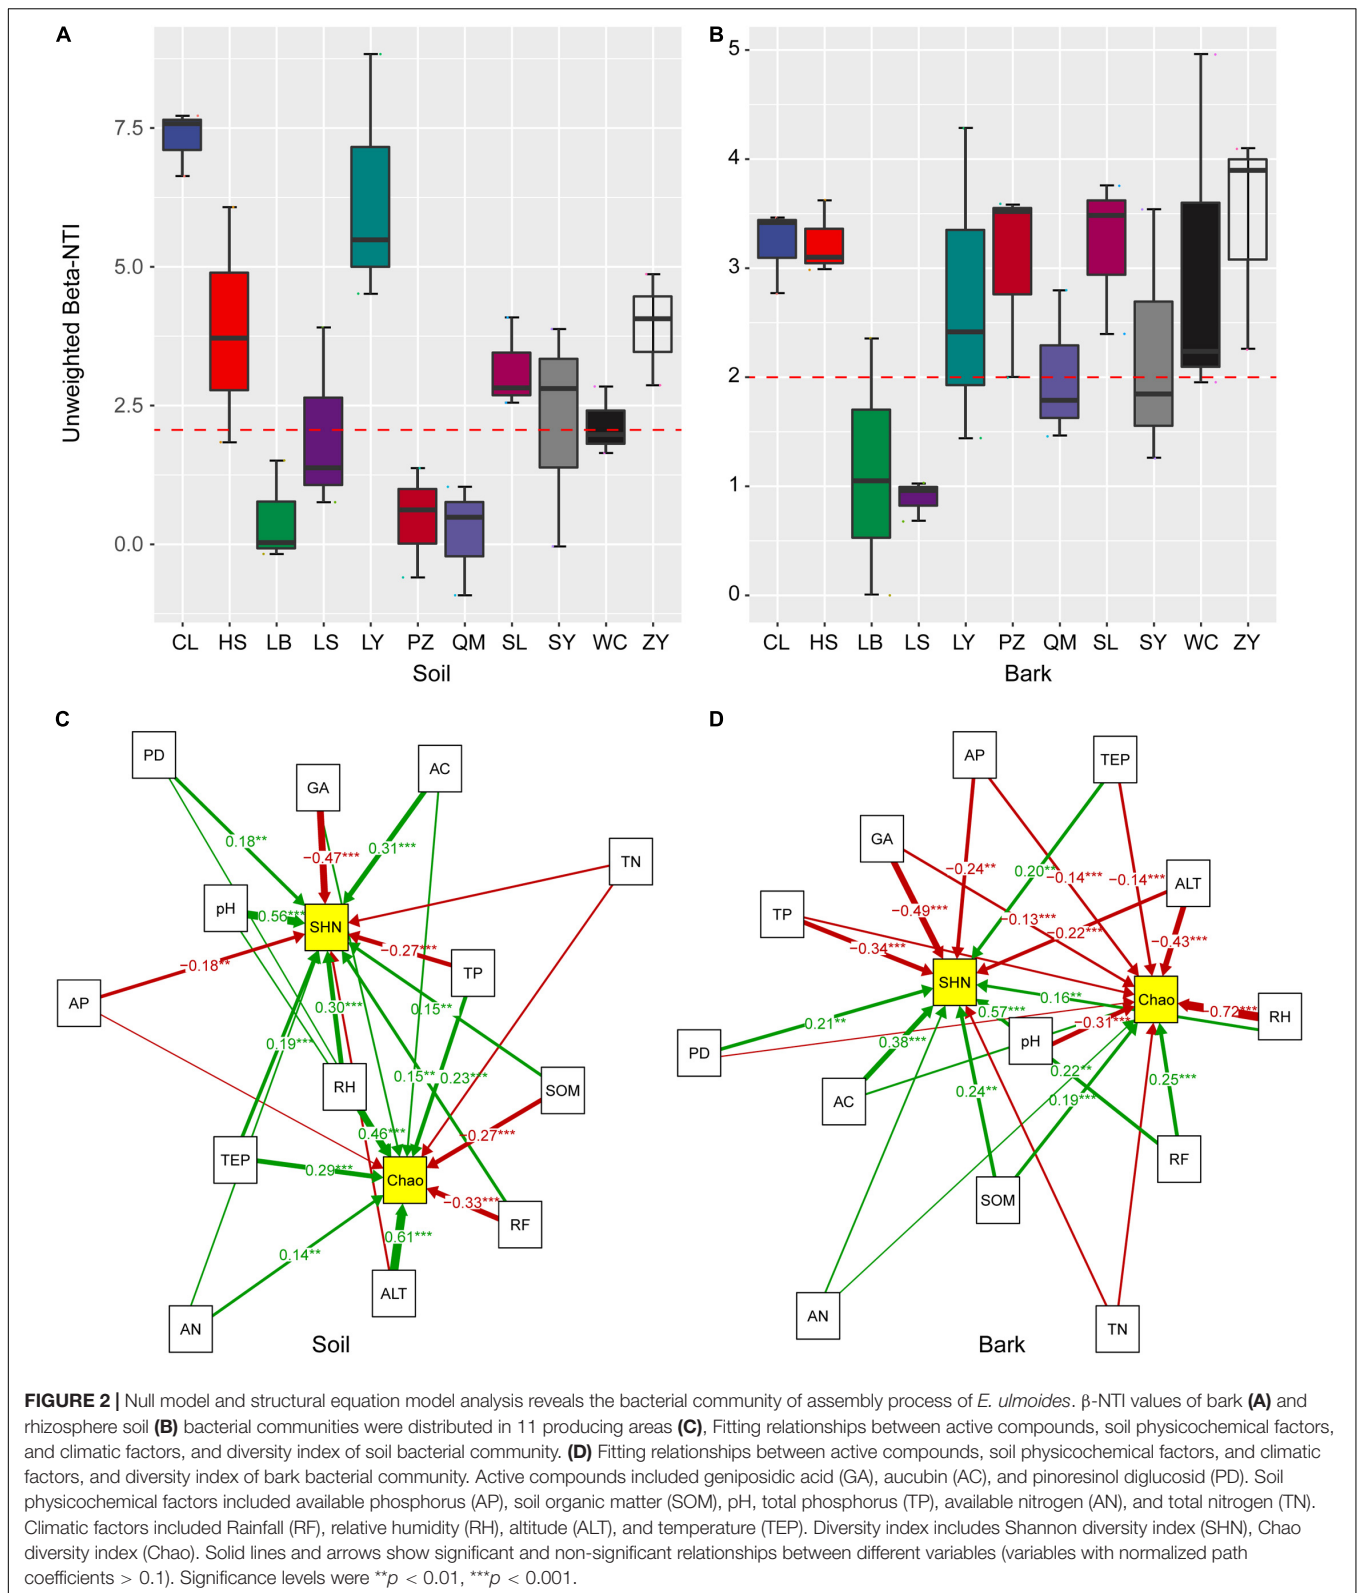 A
B
Unweighted Beta-NTI
7.5
5.0
2.5
0.0
CL HS LB LS LY PZ QM SL SY WC ZY
Soil
5
4
3
2
1
0
CL HS LB LS LY PZ QM SL SY WC ZY
Bark
C
PD
GA
AC
TN
0.18**
−0.47***
0.31***
pH
0.56***
SHN
−0.27***
TP
−0.18**
AP
0.30***
0.15**
0.19***
RH
0.15**
0.23***
SOM
0.46***
−0.27***
TEP
0.29***
Chao
−0.33***
RF
0.61***
0.14**
ALT
AN
Soil
D
AP
TEP
GA
ALT
−0.24**
0.20**
−0.14***
−0.14***
TP
−0.49***
−0.13***
−0.22***
−0.34***
−0.43***
SHN
0.16**
Chao
0.57***
−0.31***
−0.72***
RH
0.21**
PD
0.38***
pH
0.22**
0.25***
AC
0.24**
0.19***
RF
SOM
AN
TN
Bark
FIGURE 2 | Null model and structural equation model analysis reveals the bacterial community of assembly process of E. ulmoides. β-NTI values of bark (A) and
rhizosphere soil (B) bacterial communities were distributed in 11 producing areas (C), Fitting relationships between active compounds, soil physicochemical factors,
and climatic factors, and diversity index of soil bacterial community. (D) Fitting relationships between active compounds, soil physicochemical factors, and climatic
factors, and diversity index of bark bacterial community. Active compounds included geniposidic acid (GA), aucubin (AC), and pinoresinol diglucosid (PD). Soil
physicochemical factors included available phosphorus (AP), soil organic matter (SOM), pH, total phosphorus (TP), available nitrogen (AN), and total nitrogen (TN).
Climatic factors included Rainfall (RF), relative humidity (RH), altitude (ALT), and temperature (TEP). Diversity index includes Shannon diversity index (SHN), Chao
diversity index (Chao). Solid lines and arrows show significant and non-significant relationships between different variables (variables with normalized path
coefficients > 0.1). Significance levels were **p < 0.01, ***p < 0.001.